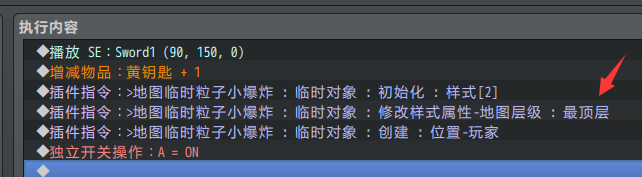 执行内容
◆播放 SE：Sword1 (90, 150, 0)
◆增减物品：黄钥匙 + 1
◆插件指令：>地图临时粒子小爆炸 : 临时对象 : 初始化 : 样式[2]
◆插件指令：>地图临时粒子小爆炸 : 临时对象 : 修改样式属性-地图层级 : 最顶层
◆插件指令：>地图临时粒子小爆炸 : 临时对象 : 创建 : 位置-玩家
◆独立开关操作：A = ON
◆